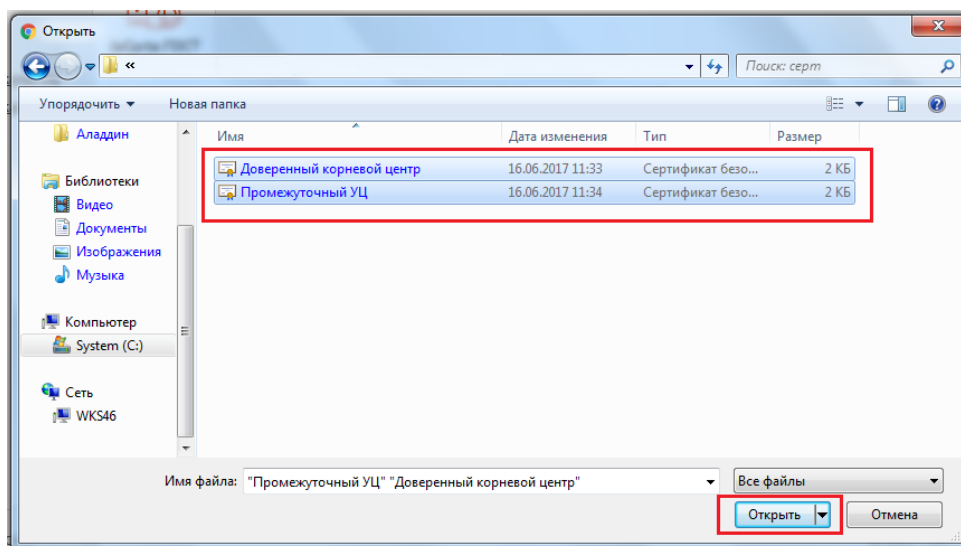 Открыть
«
Поиск: серт
Упорядочить
Новая папка
Имя
Дата изменения
Тип
Размер
Доверенный корневой центр 16.06.2017 11:33 Сертификат безо... 2 КБ
Промежуточный УЦ 16.06.2017 11:34 Сертификат безо... 2 КБ
Аладдин
Библиотеки
Видео
Документы
Изображения
Музыка
Компьютер
System (C:)
Сеть
WKS46
Имя файла: "Промежуточный УЦ" "Доверенный корневой центр"
Все файлы
Открыть
Отмена